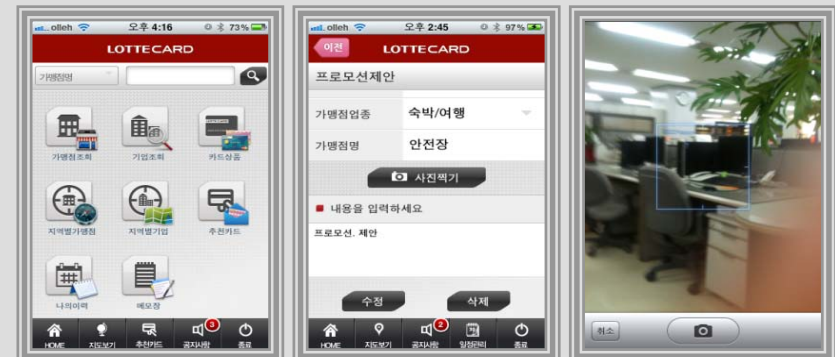 olleh 오후 4:16 73%
LOTTECARD
가맹점명
가맹점조회 기업조회 카드상품
지역별가맹점 지역별기업 추천카드
나의이력 메모장
3
HOME 지도보기 추천카드 공지사항 종료
olleh 오후 2:45 97%
이전 LOTTECARD
프로모션제안
가맹점업종 숙박/여행
가맹점명 안전장
사진찍기
내용을 입력하세요
프로모션. 제안
수정 삭제
2
HOME 지도보기 공지사항 일정관리 종료
취소